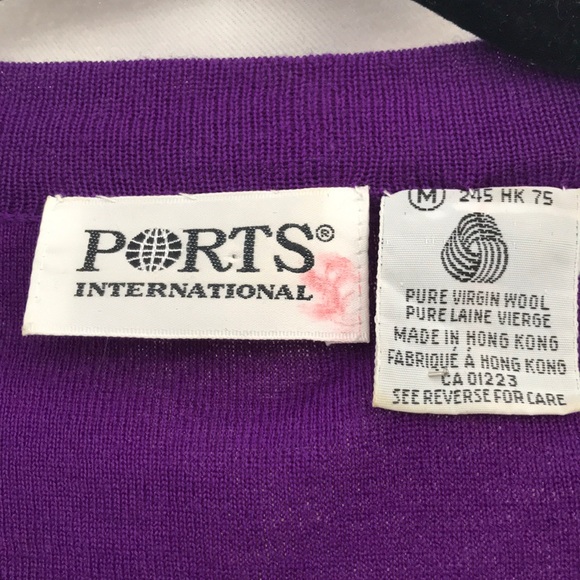 PORTS®
INTERNATIONAL
M 245 HK 75
PURE VIRGIN WOOL
PURE LAINE VIERGE
MADE IN HONG KONG
FABRIQUÉ À HONG KONG
CA 01223
SEE REVERSE FOR CARE